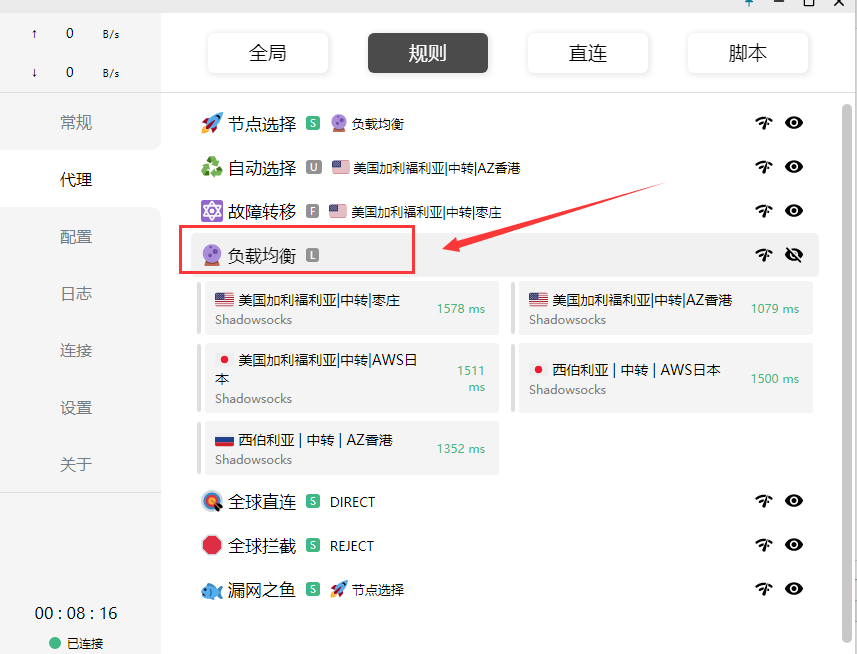 ↑ 0 B/s
↓ 0 B/s
常规
代理
配置
日志
连接
设置
关于
00 : 08 : 16
已连接
全局
规则
直连
脚本
节点选择 S 负载均衡
自动选择 U 美国加利福利亚|中转|AZ香港
故障转移 F 美国加利福利亚|中转|枣庄
负载均衡 L
美国加利福利亚|中转|枣庄
Shadowsocks
1578 ms
美国加利福利亚|中转|AZ香港
Shadowsocks
1079 ms
美国加利福利亚|中转|AWS日
本
Shadowsocks
1511
ms
西伯利亚 | 中转 | AWS日本
Shadowsocks
1500 ms
西伯利亚 | 中转 | AZ香港
Shadowsocks
1352 ms
全球直连 S DIRECT
全球拦截 S REJECT
漏网之鱼 S 节点选择